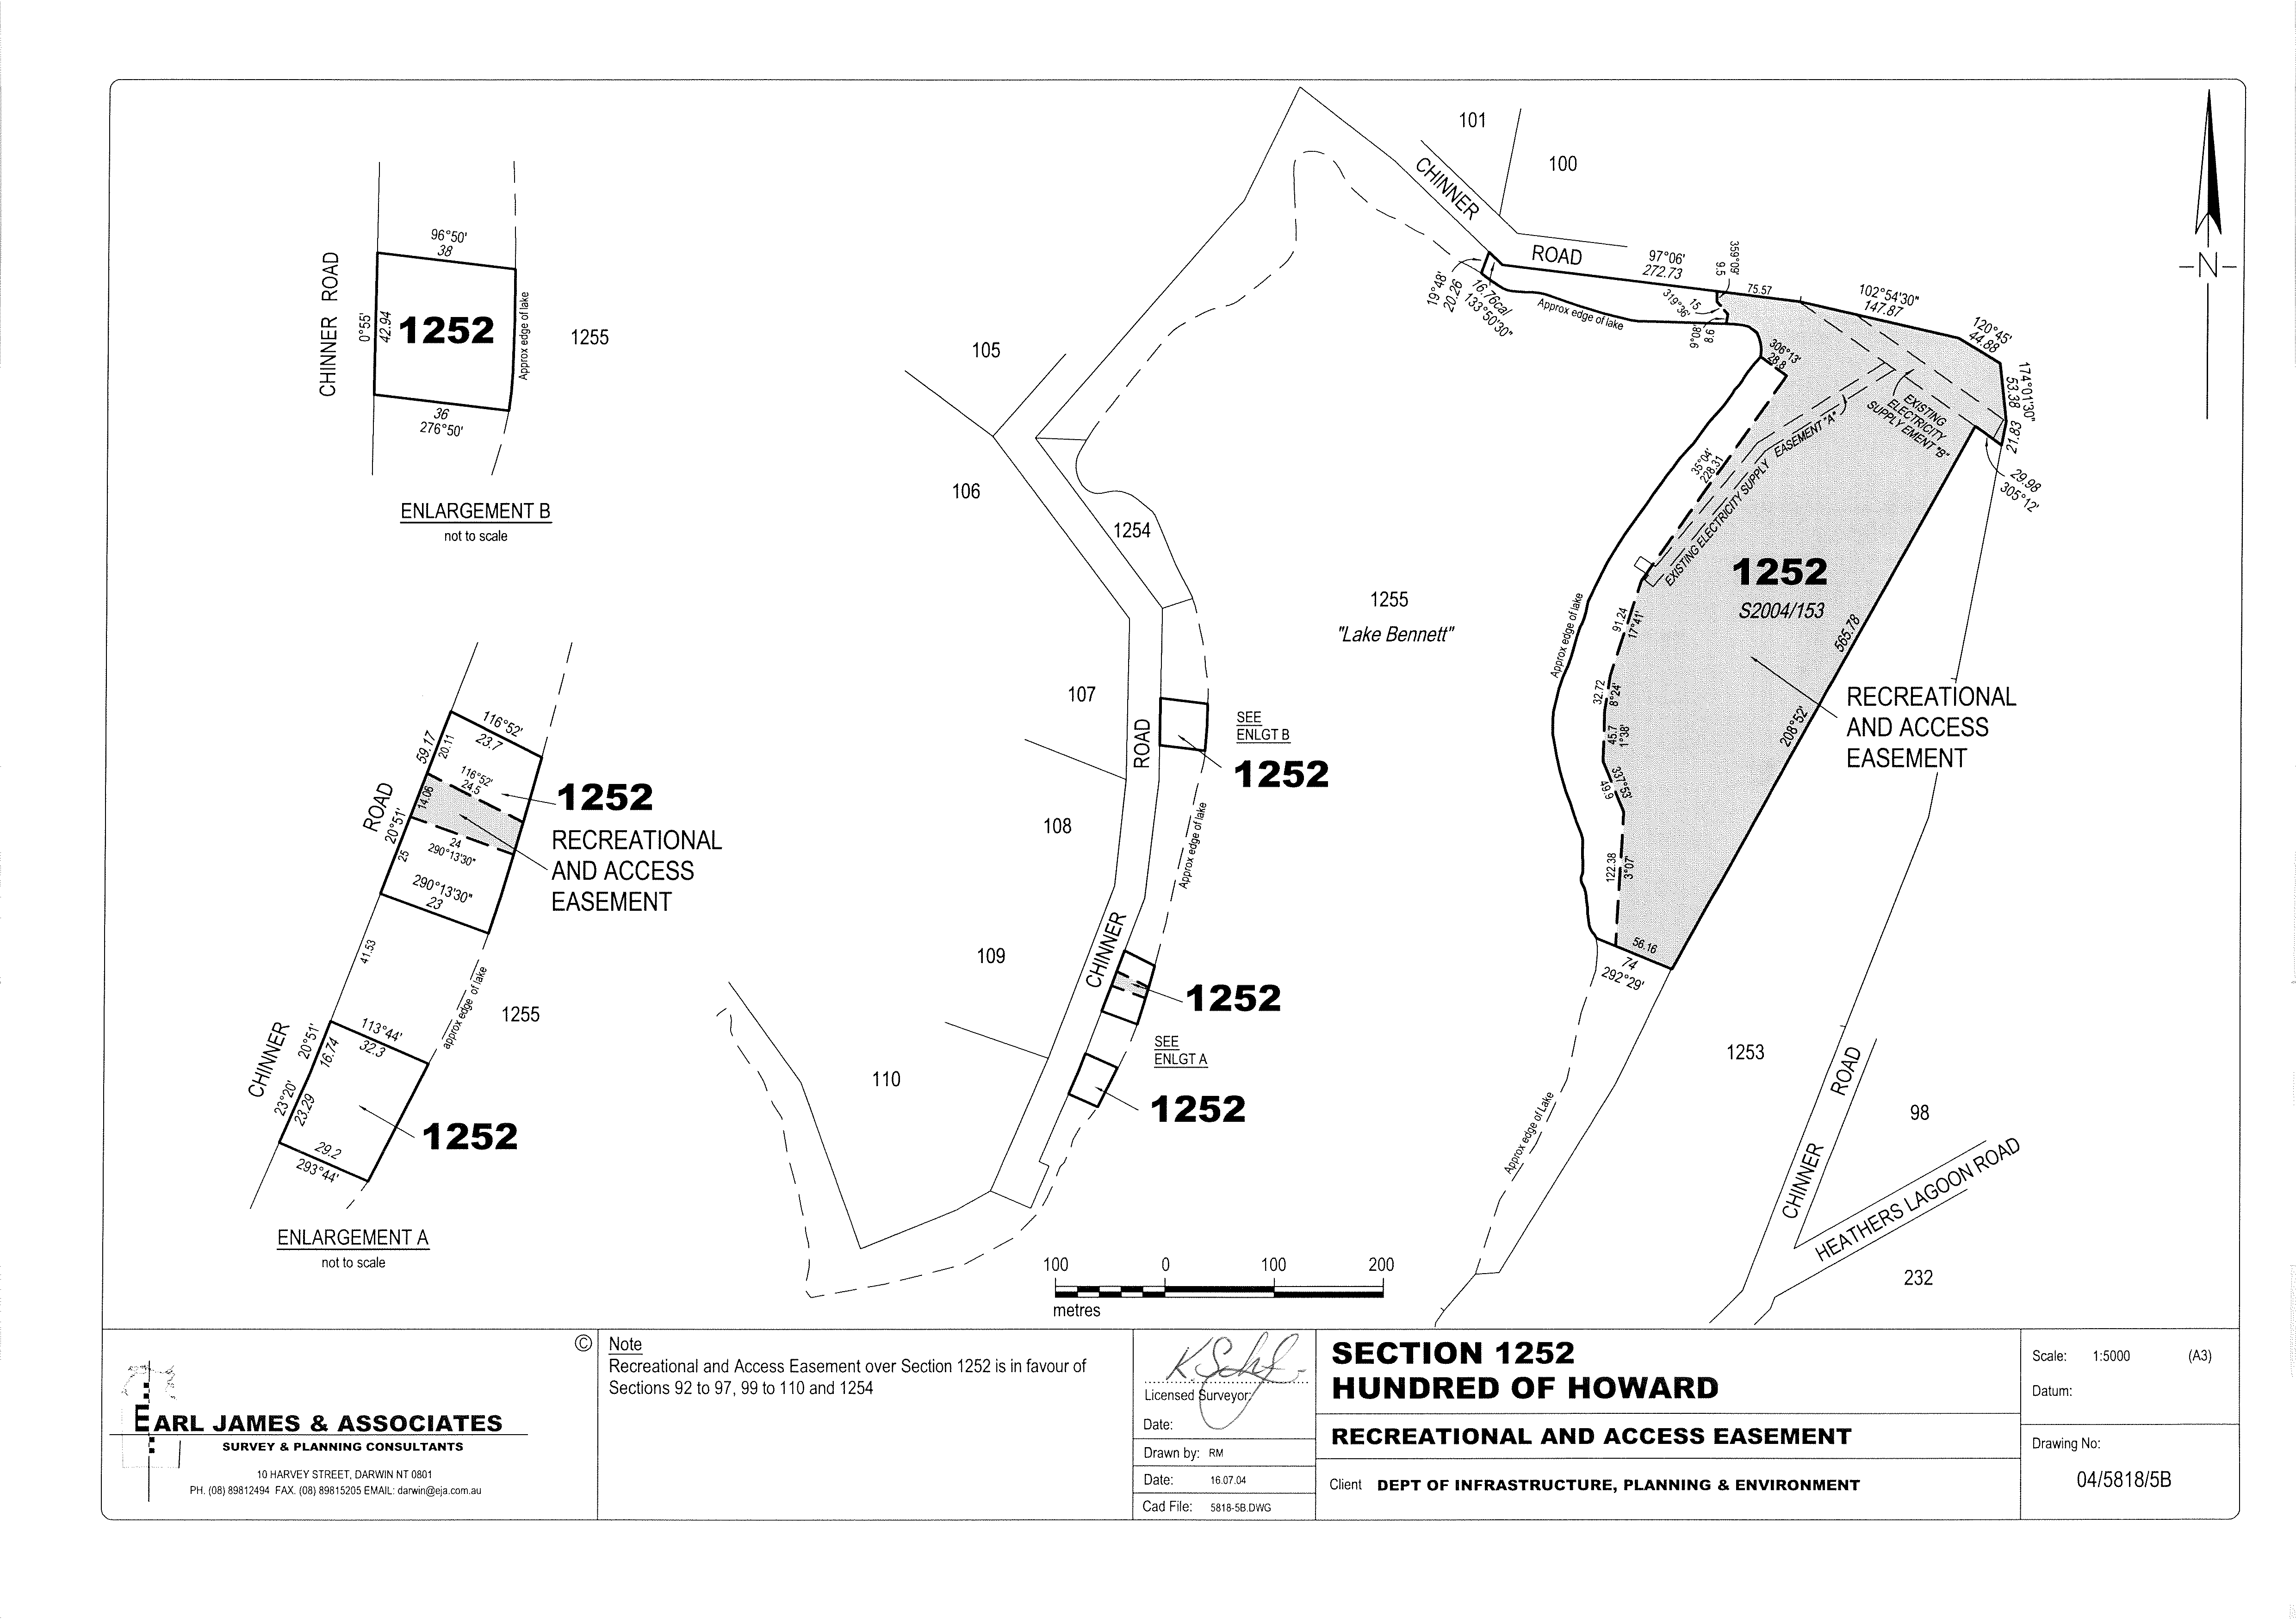 96°50'
38
CHINNER ROAD
0°55'
42.94
1252
Approx edge of lake
1255
36
276°50'
ENLARGEMENT B
not to scale
116°52'
23.7
59.17
20.11
116°52'
24.5
1252
ROAD
20°51'
14.06
RECREATIONAL
AND ACCESS
EASEMENT
24
290°13'30"
25
290°13'30"
23
41.53
approx edge of lake
1255
CHINNER
20°51'
16.74
113°44'
32.3
23°20'
23.29
1252
29.2
293°44'
ENLARGEMENT A
not to scale
101
100
CHINNER
ROAD
97°06'
272.73
359°09'
9.5
75.57
102°54'30"
147.87
120°45'
44.88
174°01'30"
53.38
21.83
29.98
305°12'
19°48'
20.26
16.76cal
133°50'30"
Approx edge of lake
319°36'
15
9°08'
8.6
306°13'
28.8
EXISTING
ELECTRICITY
SUPPLY EMENT "B"
EXISTING ELECTRICITY SUPPLY EASEMENT "A"
35°04'
228.31
105
106
1254
1255
"Lake Bennett"
1252
S2004/153
565.78
208°52'
Approx edge of lake
91.24
17°41'
32.72
8°24'
45.7
1°38'
337°53'
49.9
122.38
3°07'
56.16
74
292°29'
RECREATIONAL
AND ACCESS
EASEMENT
107
ROAD
SEE
ENLGT B
1252
108
Approx edge of lake
109
CHINNER
1252
SEE
ENLGT A
1252
110
1253
Approx edge of Lake
CHINNER ROAD
98
HEATHERS LAGOON ROAD
232
N
100 0 100 200
metres
©
EARL JAMES & ASSOCIATES
SURVEY & PLANNING CONSULTANTS
10 HARVEY STREET, DARWIN NT 0801
PH. (08) 89812494 FAX. (08) 89815205 EMAIL: darwin@eja.com.au
Note
Recreational and Access Easement over Section 1252 is in favour of
Sections 92 to 97, 99 to 110 and 1254
Licensed Surveyor:
Date:
Drawn by: RM
Date: 16.07.04
Cad File: 5818-5B.DWG
SECTION 1252
HUNDRED OF HOWARD
RECREATIONAL AND ACCESS EASEMENT
Client DEPT OF INFRASTRUCTURE, PLANNING & ENVIRONMENT
Scale: 1:5000 (A3)
Datum:
Drawing No:
04/5818/5B